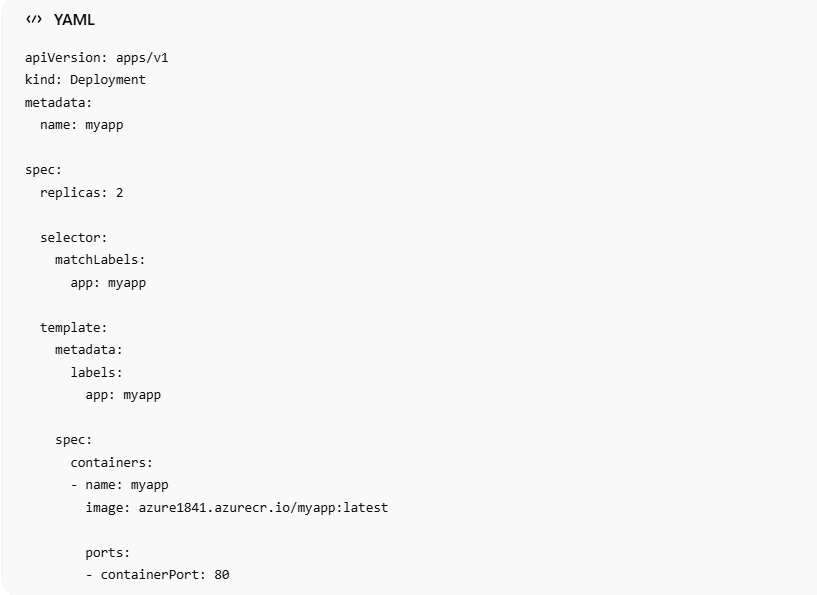 </> YAML
apiVersion: apps/v1
kind: Deployment
metadata:
  name: myapp
spec:
  replicas: 2
  selector:
    matchLabels:
      app: myapp
  template:
    metadata:
      labels:
        app: myapp
    spec:
      containers:
      - name: myapp
        image: azure1841.azurecr.io/myapp:latest
        ports:
        - containerPort: 80